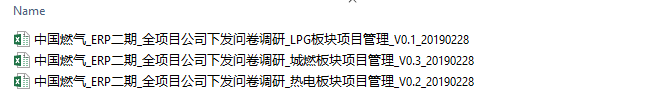 Name
中国燃气_ERP二期_全项目公司下发问卷调研_LPG板块项目管理_V0.1_20190228
中国燃气_ERP二期_全项目公司下发问卷调研_城燃板块项目管理_V0.3_20190228
中国燃气_ERP二期_全项目公司下发问卷调研_热电板块项目管理_V0.2_20190228